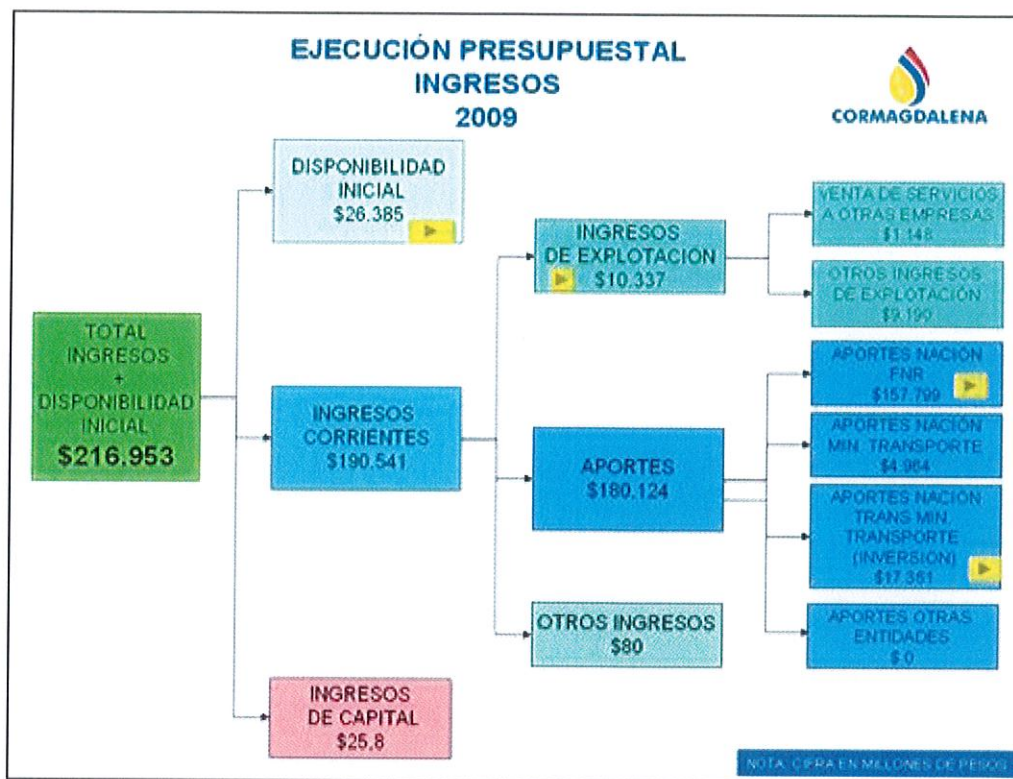 EJECUCIÓN PRESUPUESTAL
INGRESOS
2009
CORMAGDALENA
DISPONIBILIDAD
INICIAL
$26.385
TOTAL
INGRESOS
+
DISPONIBILIDAD
INICIAL
$216.953
INGRESOS
CORRIENTES
$190.541
INGRESOS
DE CAPITAL
$25,8
INGRESOS
DE EXPLOTACION
$10.337
APORTES
$180.124
OTROS INGRESOS
$80
VENTA DE SERVICIOS
A OTRAS EMPRESAS
$1.148
OTROS INGRESOS
DE EXPLOTACIÓN
$9.190
APORTES NACIÓN
FNR
$157.799
APORTES NACIÓN
MIN. TRANSPORTE
$4.964
APORTES NACIÓN
TRANS MIN.
TRANSPORTE
(INVERSION)
$17.361
APORTES OTRAS
ENTIDADES
$ 0
NOTA: CIFRA EN MILLONES DE PESOS